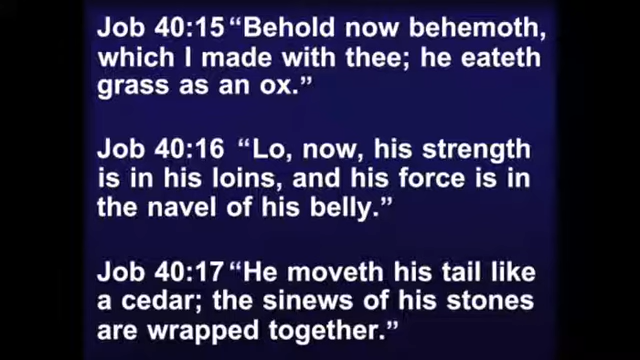 Job 40:15 “Behold now behemoth,
which I made with thee; he eateth
grass as an ox.”
Job 40:16 “Lo, now, his strength
is in his loins, and his force is in
the navel of his belly.”
Job 40:17 “He moveth his tail like
a cedar; the sinews of his stones
are wrapped together.”